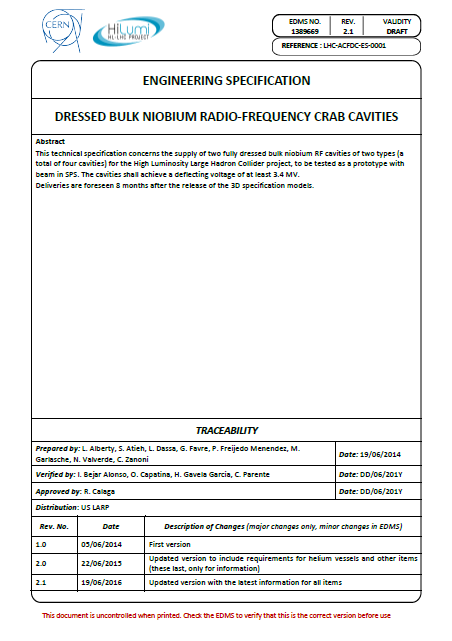 CERN
HiLumi
HL-LHC PROJECT
EDMS NO. REV. VALIDITY
1389669 2.1 DRAFT
REFERENCE : LHC-ACFDC-ES-0001
ENGINEERING SPECIFICATION
DRESSED BULK NIOBIUM RADIO-FREQUENCY CRAB CAVITIES
Abstract
This technical specification concerns the supply of two fully dressed bulk niobium RF cavities of two types (a
total of four cavities) for the High Luminosity Large Hadron Collider project, to be tested as a prototype with
beam in SPS. The cavities shall achieve a deflecting voltage of at least 3.4 MV.
Deliveries are foreseen 8 months after the release of the 3D specification models.
TRACEABILITY
Prepared by: L. Alberty, S. Atieh, L. Dassa, G. Favre, P. Freijedo Menendez, M.
Garlasche, N. Valverde, C. Zanoni
Date: 19/06/2014
Verified by: I. Bejar Alonso, O. Capatina, H. Gavela Garcia, C. Parente
Date: DD/06/201Y
Approved by: R. Calaga
Date: DD/06/201Y
Distribution: US LARP
Rev. No. Date Description of Changes (major changes only, minor changes in EDMS)
1.0 05/06/2014 First version
2.0 22/06/2015 Updated version to include requirements for helium vessels and other items
(these last, only for information)
2.1 19/06/2016 Updated version with the latest information for all items
This document is uncontrolled when printed. Check the EDMS to verify that this is the correct version before use